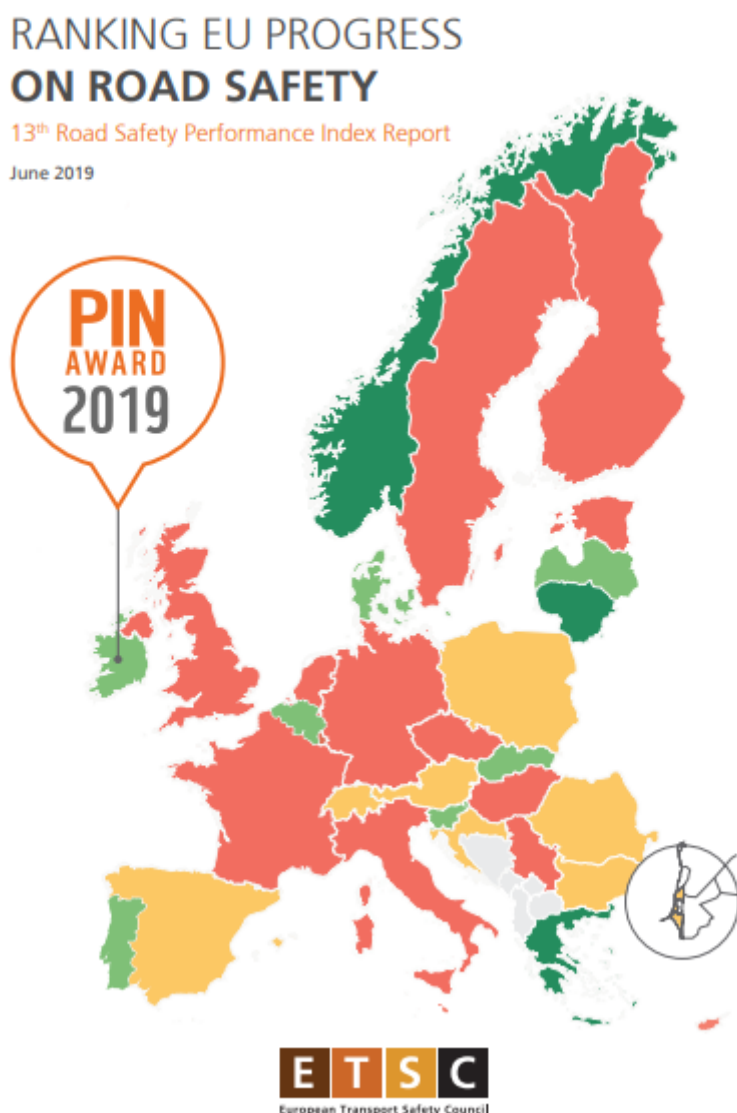 RANKING EU PROGRESS
ON ROAD SAFETY
13th Road Safety Performance Index Report
June 2019
PIN
AWARD
2019
E T S C
European Transport Safety Council